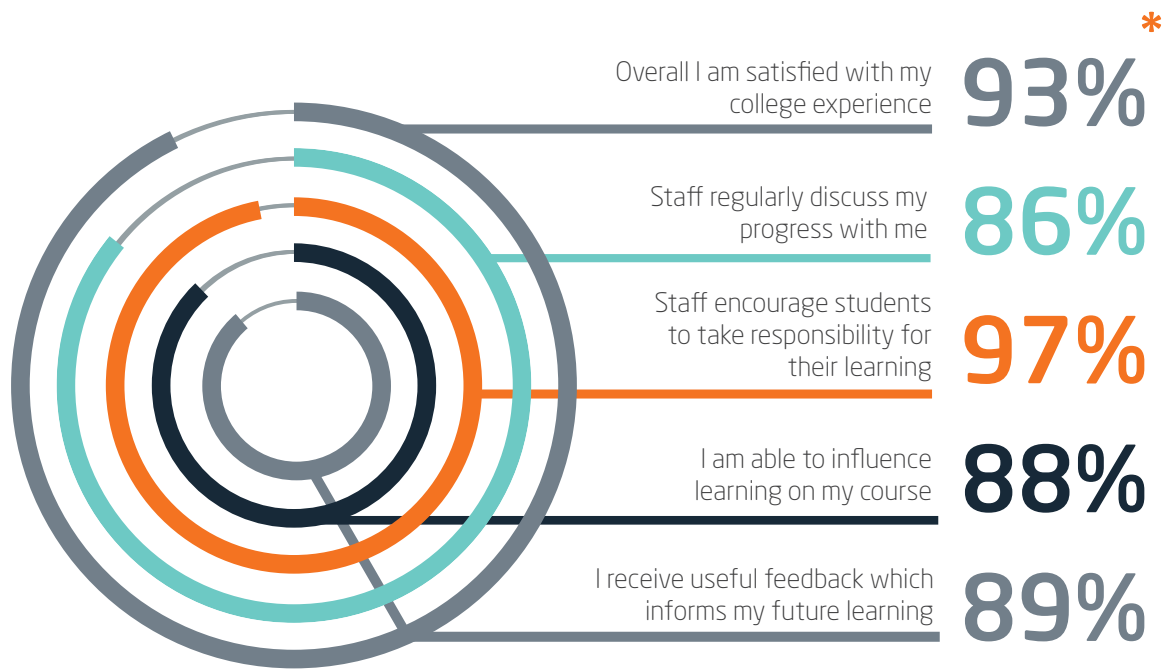 *
Overall I am satisfied with my
college experience
93%
Staff regularly discuss my
progress with me
86%
Staff encourage students
to take responsibility for
their learning
97%
I am able to influence
learning on my course
88%
I receive useful feedback which
informs my future learning
89%